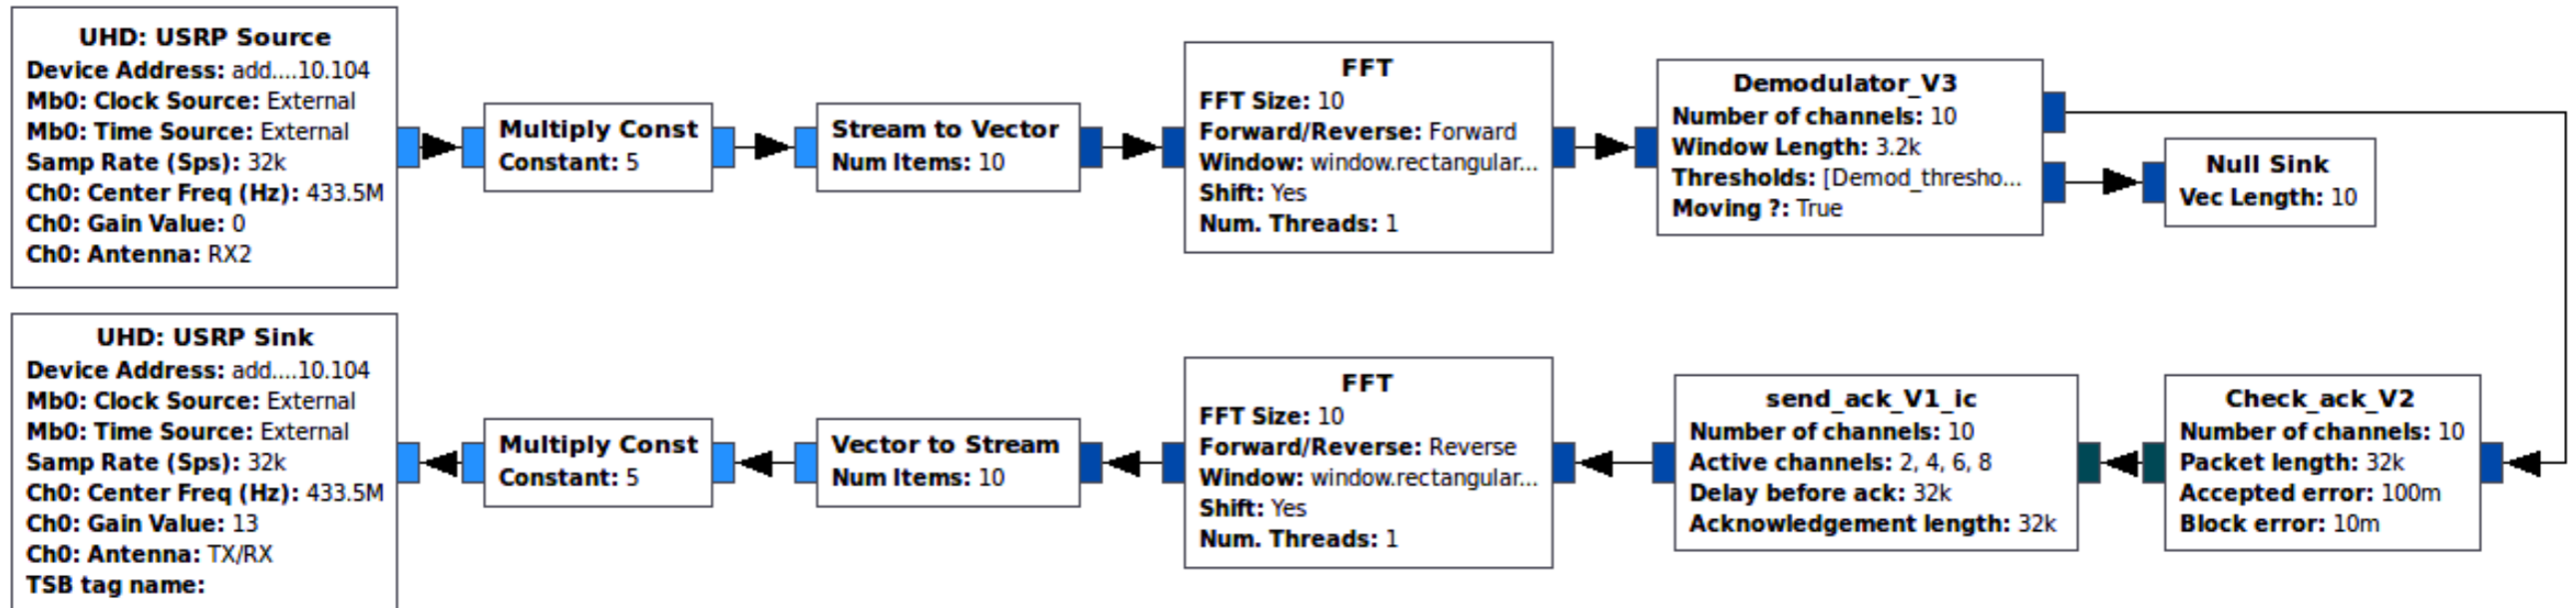 UHD: USRP Source
Device Address: add....10.104
Mb0: Clock Source: External
Mb0: Time Source: External
Samp Rate (Sps): 32k
Ch0: Center Freq (Hz): 433.5M
Ch0: Gain Value: 0
Ch0: Antenna: RX2
Multiply Const
Constant: 5
Stream to Vector
Num Items: 10
FFT
FFT Size: 10
Forward/Reverse: Forward
Window: window.rectangular...
Shift: Yes
Num. Threads: 1
Demodulator_V3
Number of channels: 10
Window Length: 3.2k
Thresholds: [Demod_thresho...
Moving ?: True
Null Sink
Vec Length: 10
UHD: USRP Sink
Device Address: add....10.104
Mb0: Clock Source: External
Mb0: Time Source: External
Samp Rate (Sps): 32k
Ch0: Center Freq (Hz): 433.5M
Ch0: Gain Value: 13
Ch0: Antenna: TX/RX
TSB tag name:
Multiply Const
Constant: 5
Vector to Stream
Num Items: 10
FFT
FFT Size: 10
Forward/Reverse: Reverse
Window: window.rectangular...
Shift: Yes
Num. Threads: 1
send_ack_V1_ic
Number of channels: 10
Active channels: 2, 4, 6, 8
Delay before ack: 32k
Acknowledgement length: 32k
Check_ack_V2
Number of channels: 10
Packet length: 32k
Accepted error: 100m
Block error: 10m